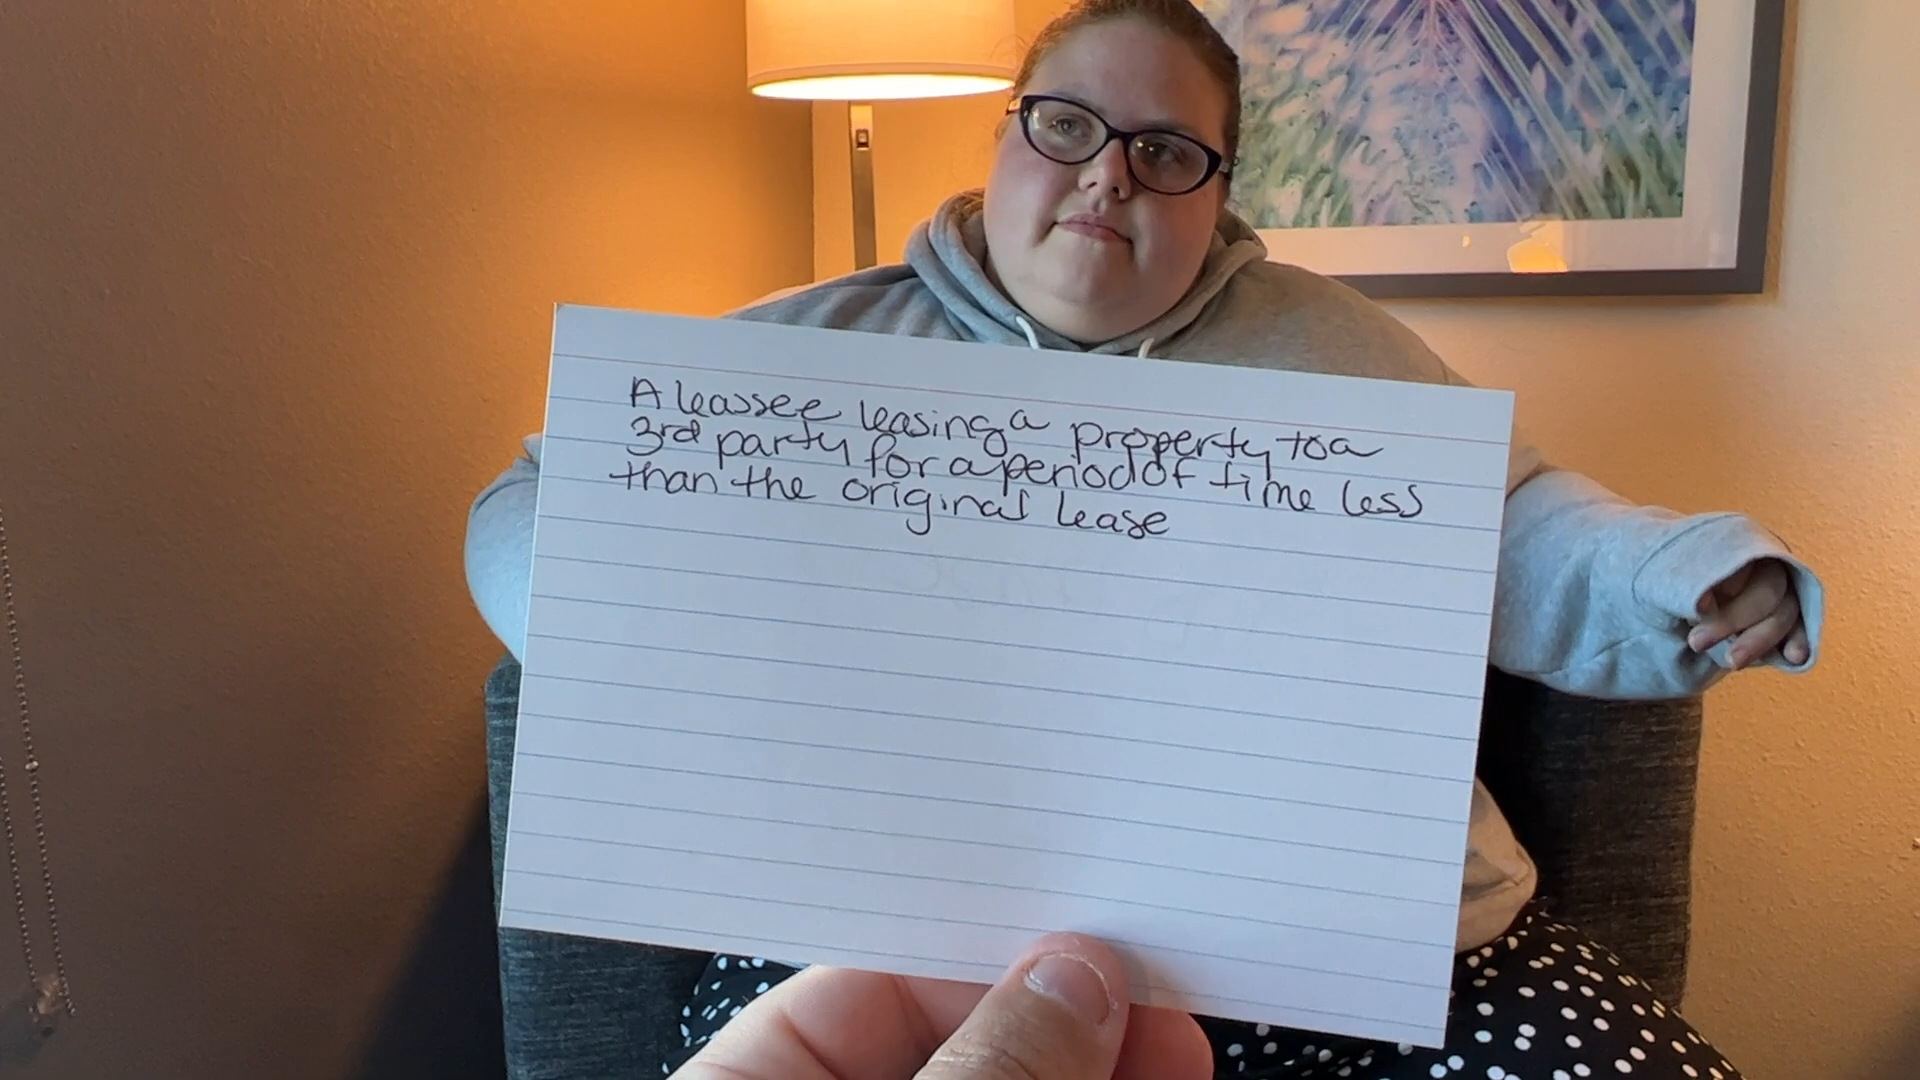 A leassee leasing a property to a
3rd party for a period of time less
than the original lease